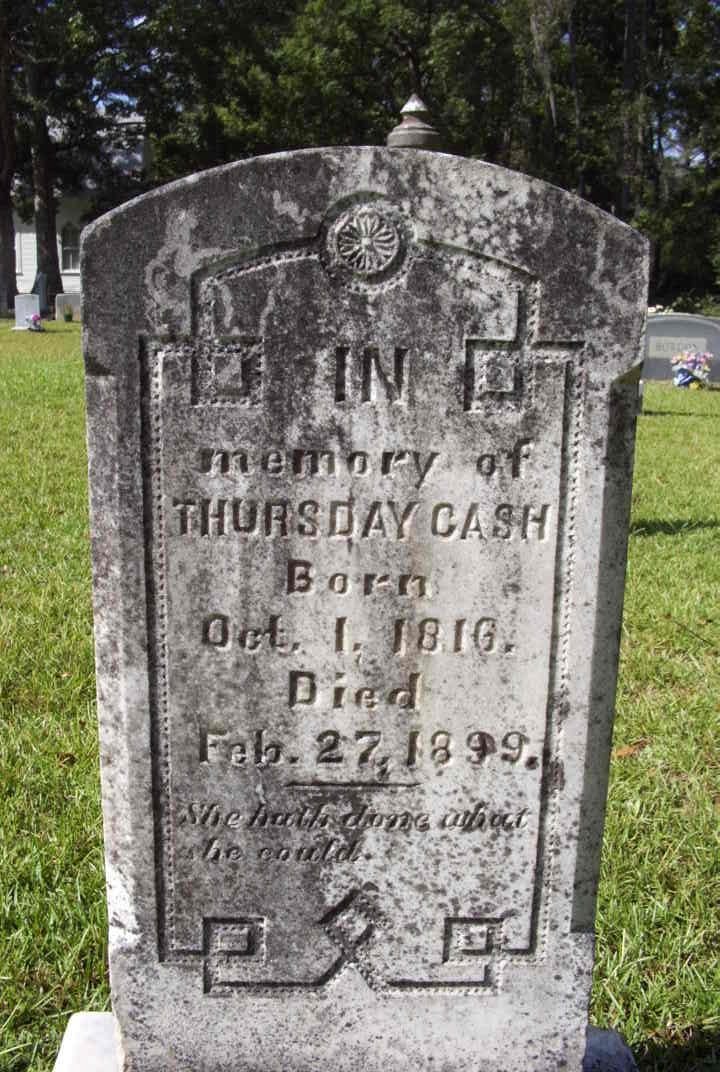 IN
memory of
THURSDAY CASH
Born
Oct. 1, 1816.
Died
Feb. 27, 1899.
She hath done what
she could.